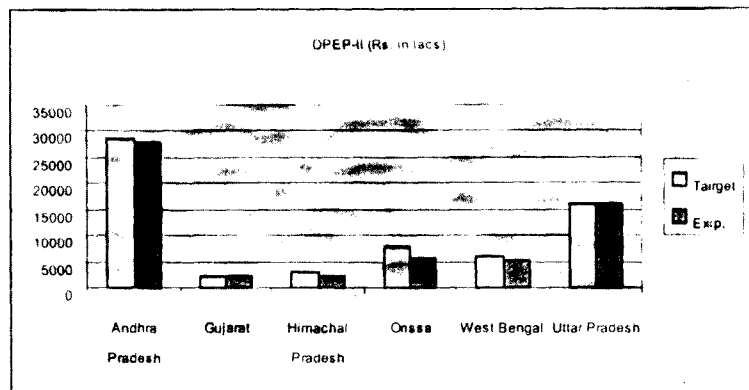 DPEP-II (Rs. in lacs)
35000
30000
25000
20000
15000
10000
5000
0
Andhra Pradesh
Gujarat
Himachal Pradesh
Orissa
West Bengal
Uttar Pradesh
Target
Exp.